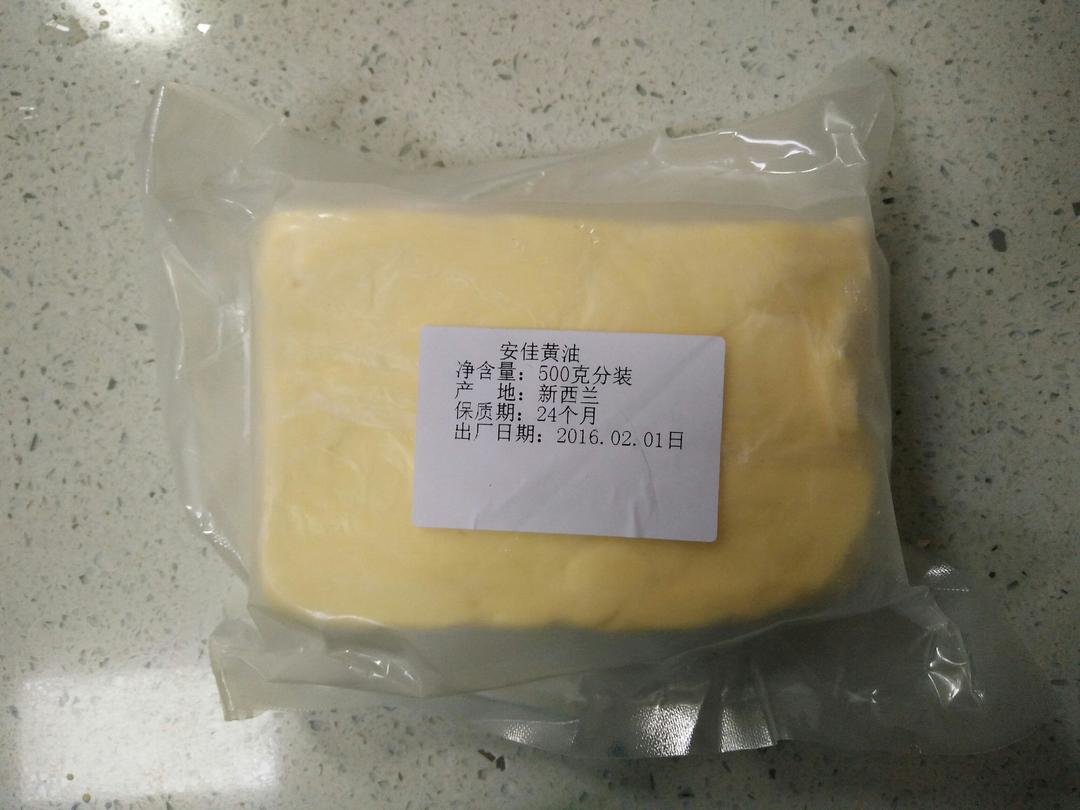 安佳黄油
净含量：500克分装
产　地：新西兰
保质期：24个月
出厂日期：2016.02.01日